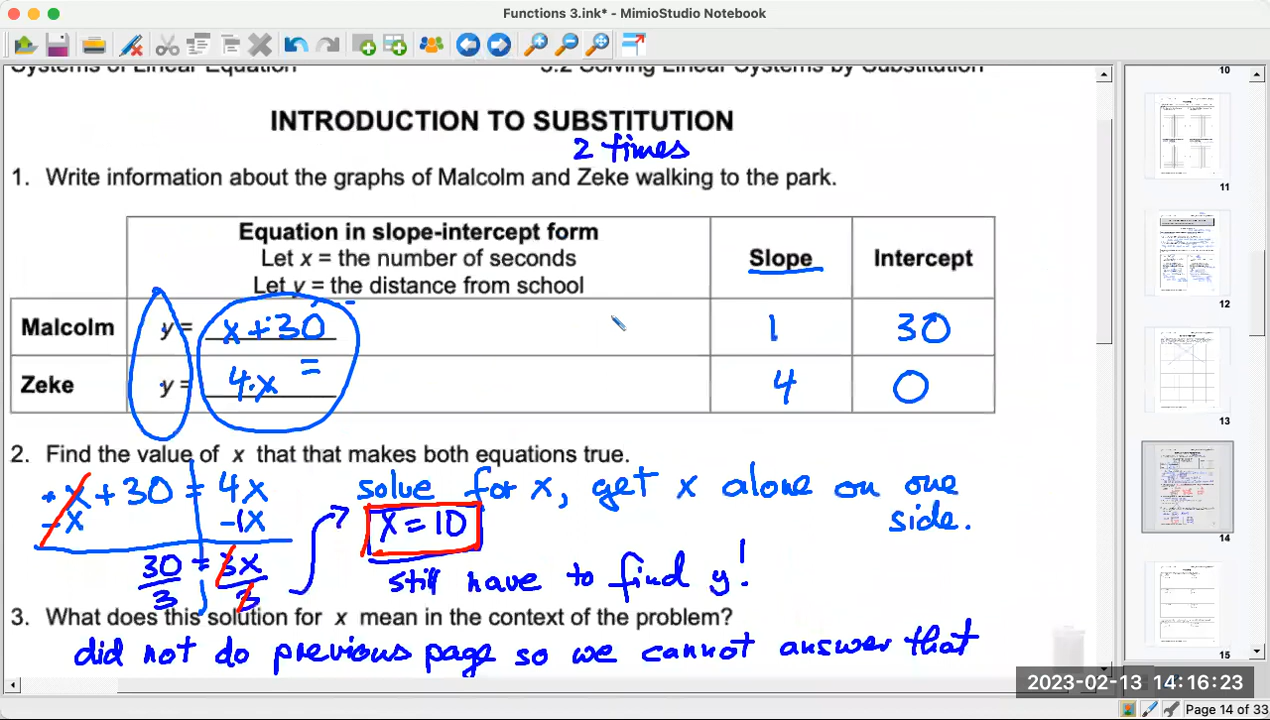 Functions 3.ink* - MimioStudio Notebook
Systems of Linear Equation 3.2 Solving Linear Systems by Substitution
INTRODUCTION TO SUBSTITUTION
2 times
1. Write information about the graphs of Malcolm and Zeke walking to the park.
Equation in slope-intercept form
Let x = the number of seconds
Let y = the distance from school
Slope
Intercept
Malcolm y = x + 30 1 30
=
Zeke y = 4·x 4 0
2. Find the value of x that that makes both equations true.
+x + 30 = 4x
-x -1x
30/3 = 3x/3
solve for x, get x alone on one
side.
x = 10
still have to find y!
3. What does this solution for x mean in the context of the problem?
did not do previous page so we cannot answer that
10
11
12
13
14
15
2023-02-13 14:16:23
Page 14 of 33